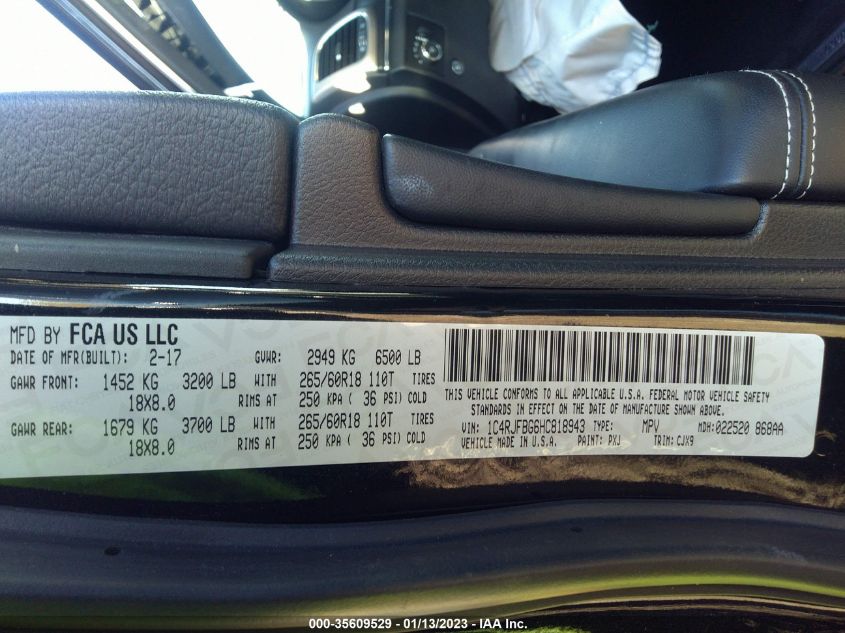 MFD BY FCA US LLC
DATE OF MFR(BUILT): 2-17 GVWR: 2949 KG 6500 LB
GAWR FRONT: 1452 KG 3200 LB WITH 265/60R18 110T TIRES
18X8.0 RIMS AT 250 KPA ( 36 PSI) COLD
GAWR REAR: 1679 KG 3700 LB WITH 265/60R18 110T TIRES
18X8.0 RIMS AT 250 KPA ( 36 PSI) COLD
THIS VEHICLE CONFORMS TO ALL APPLICABLE U.S.A. FEDERAL MOTOR VEHICLE SAFETY
STANDARDS IN EFFECT ON THE DATE OF MANUFACTURE SHOWN ABOVE.
VIN: 1C4RJFBG6HC818943 TYPE: MPV MDH: 022520 868AA
VEHICLE MADE IN U.S.A. PAINT: PXJ TRIM: CJX9
000-35609529 - 01/13/2023 - IAA Inc.